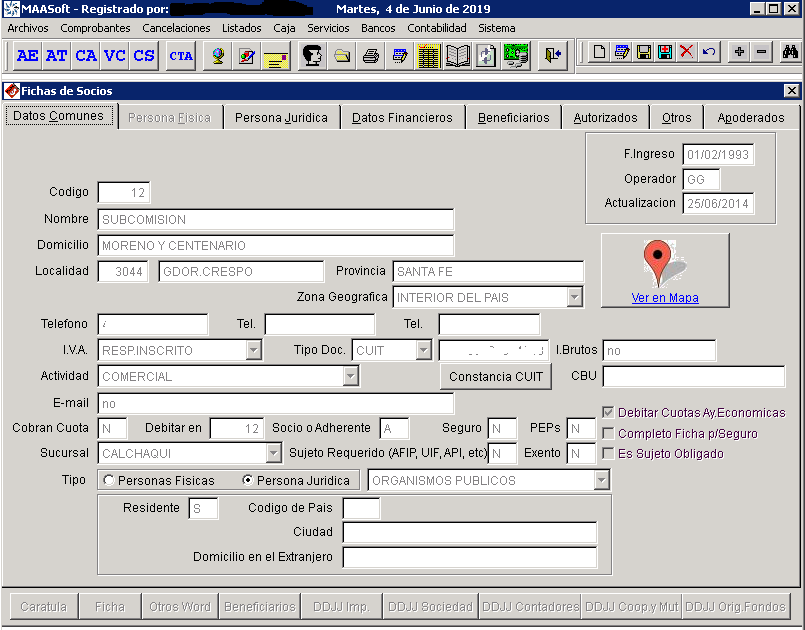 MAASoft - Registrado por: Martes, 4 de Junio de 2019
Archivos Comprobantes Cancelaciones Listados Caja Servicios Bancos Contabilidad Sistema
AE AT CA VC CS CTA
Fichas de Socios
Datos Comunes Persona Fisica Persona Juridica Datos Financieros Beneficiarios Autorizados Otros Apoderados
F.Ingreso 01/02/1993
Operador GG
Actualizacion 25/06/2014
Codigo 12
Nombre SUBCOMISION
Domicilio MORENO Y CENTENARIO
Localidad 3044 GDOR.CRESPO Provincia SANTA FE
Zona Geografica INTERIOR DEL PAIS
Ver en Mapa
Telefono Tel. Tel.
I.V.A. RESP.INSCRITO Tipo Doc. CUIT I.Brutos no
Actividad COMERCIAL Constancia CUIT CBU
E-mail no
Debitar Cuotas Ay.Economicas
Cobran Cuota N Debitar en 12 Socio o Adherente A Seguro N PEPs N
Completo Ficha p/Seguro
Sucursal CALCHAQUI Sujeto Requerido (AFIP, UIF, API, etc) N Exento N
Es Sujeto Obligado
Tipo Personas Fisicas Persona Juridica ORGANISMOS PUBLICOS
Residente S Codigo de Pais
Ciudad
Domicilio en el Extranjero
Caratula Ficha Otros Word Beneficiarios DDJJ Imp. DDJJ Sociedad DDJJ Contadores DDJJ Coop.y Mut DDJJ Orig.Fondos